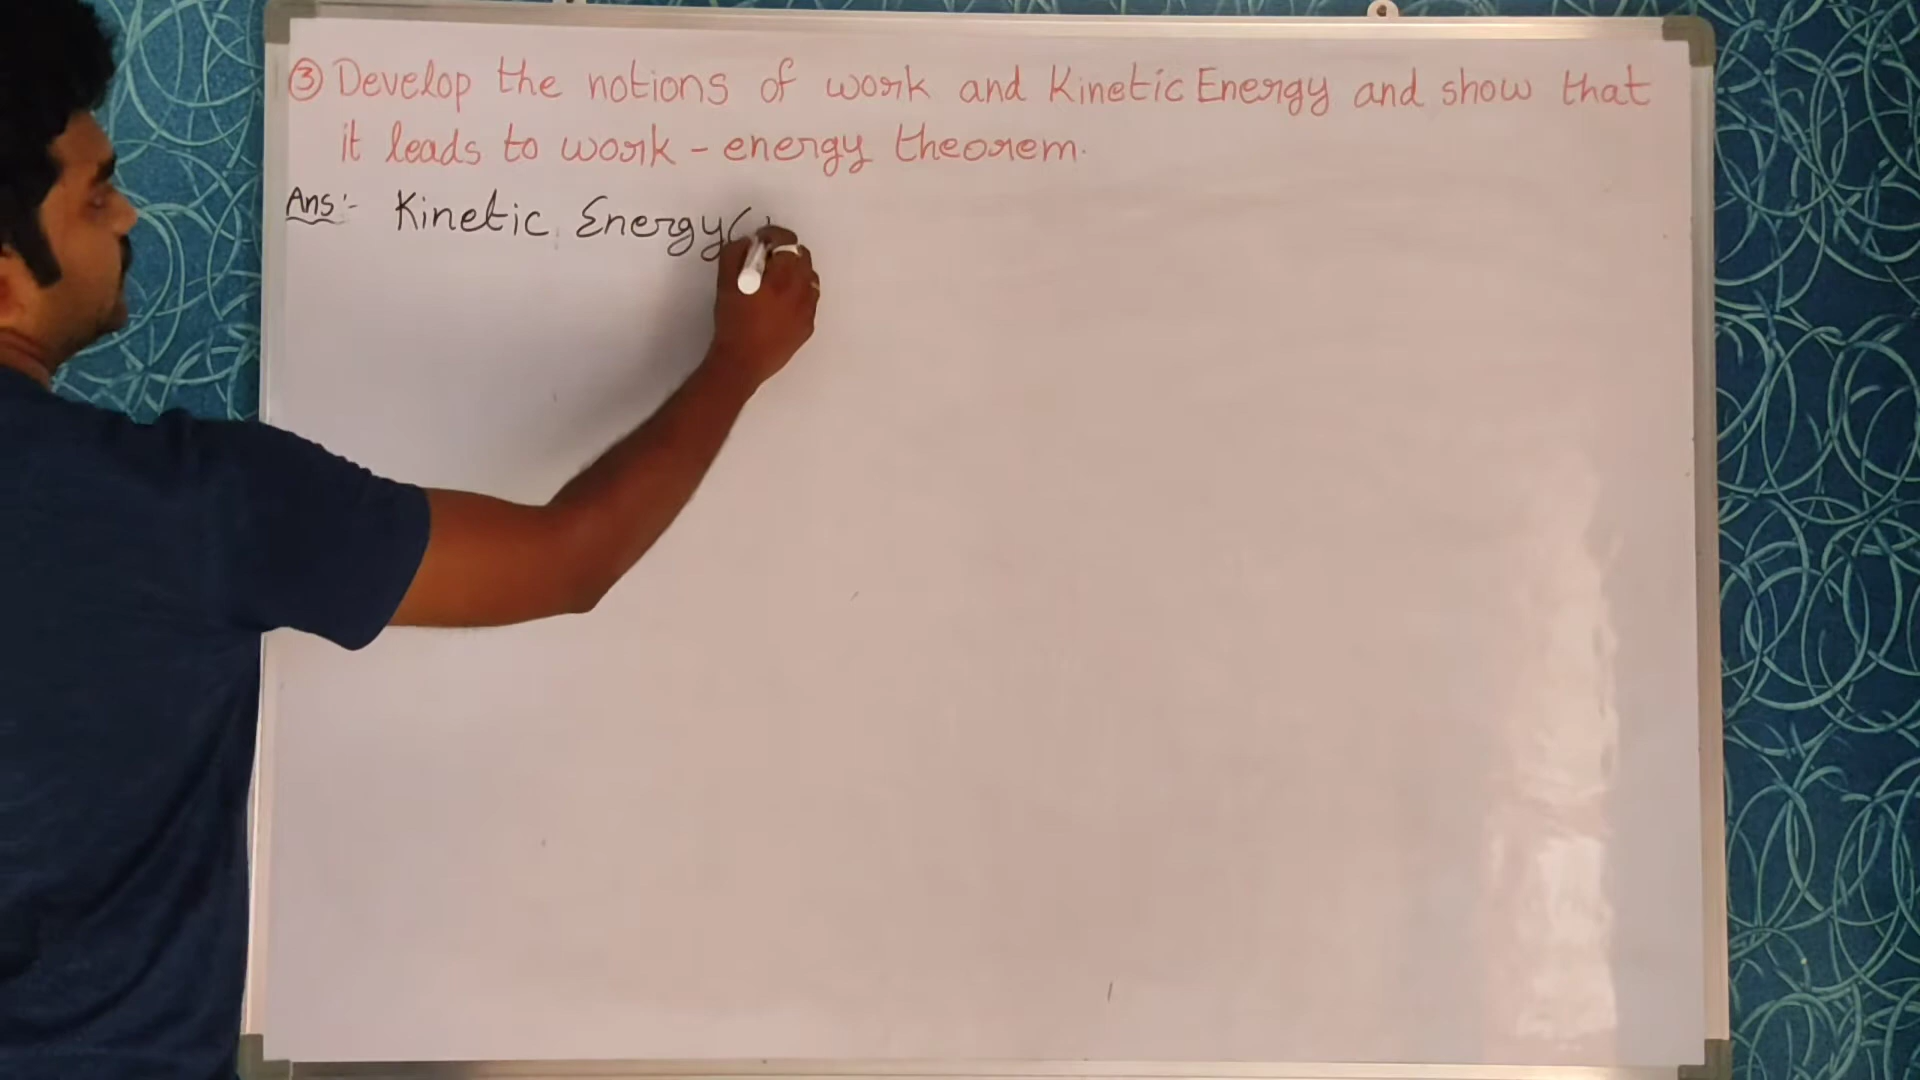 ③ Develop the notions of work and Kinetic Energy and show that
it leads to work - energy theorem.
Ans:- Kinetic Energy (